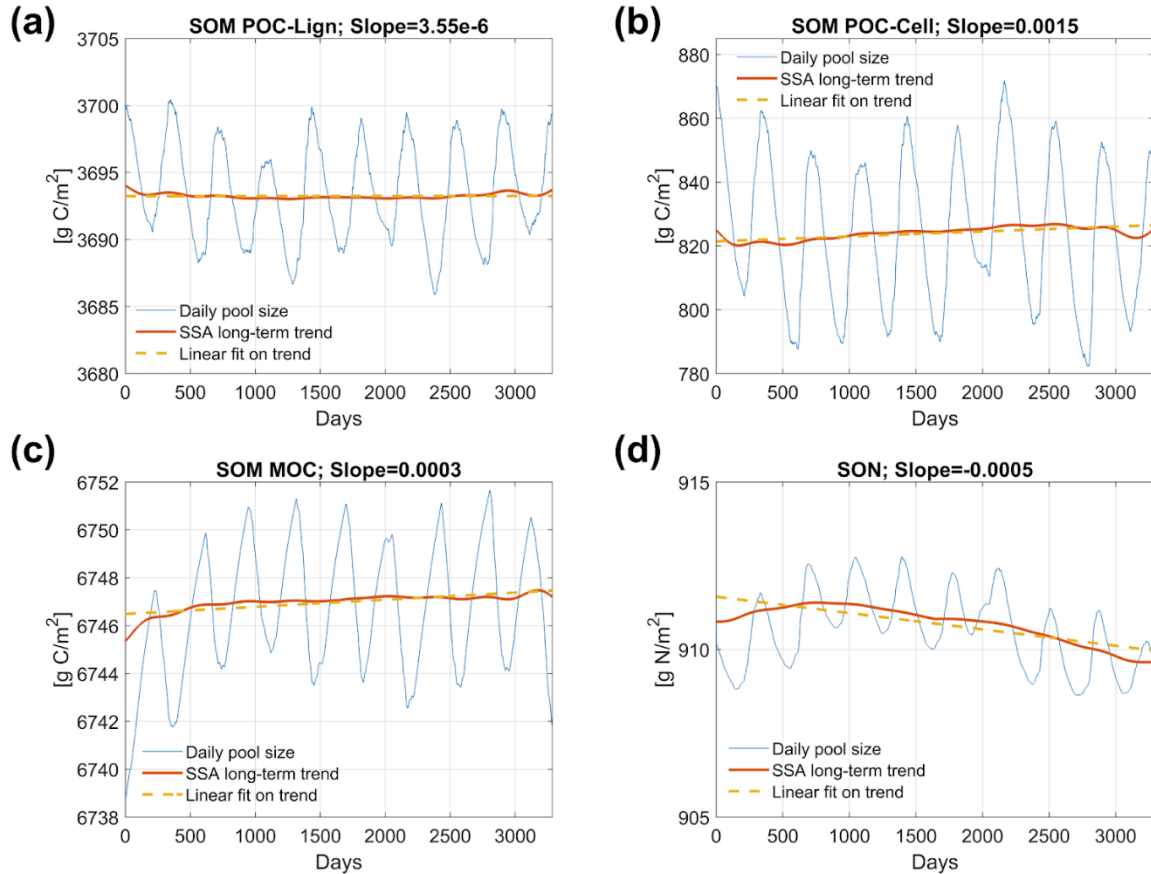 (a)
SOM POC-Lign; Slope=3.55e-6
3705
3700
3695
3690
3685
3680
[g C/m²]
Daily pool size
SSA long-term trend
Linear fit on trend
0 500 1000 1500 2000 2500 3000
Days
(b)
SOM POC-Cell; Slope=0.0015
880
860
840
820
800
780
[g C/m²]
Daily pool size
SSA long-term trend
Linear fit on trend
0 500 1000 1500 2000 2500 3000
Days
(c)
SOM MOC; Slope=0.0003
6752
6750
6748
6746
6744
6742
6740
6738
[g C/m²]
Daily pool size
SSA long-term trend
Linear fit on trend
0 500 1000 1500 2000 2500 3000
Days
(d)
SON; Slope=-0.0005
915
910
905
[g N/m²]
Daily pool size
SSA long-term trend
Linear fit on trend
0 500 1000 1500 2000 2500 3000
Days